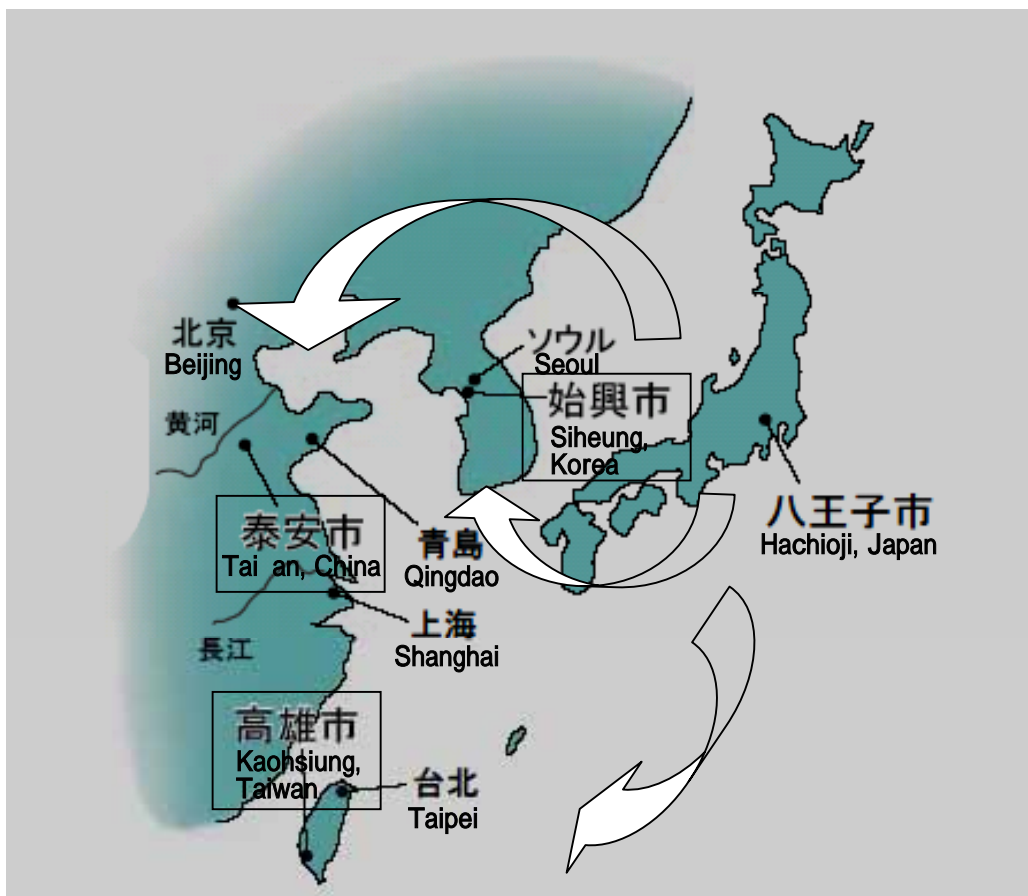 北京
Beijing
黄河
ソウル
Seoul
始興市
Siheung,
Korea
八王子市
Hachioji, Japan
泰安市
Tai an, China
青島
Qingdao
上海
Shanghai
長江
高雄市
Kaohsiung,
Taiwan
台北
Taipei